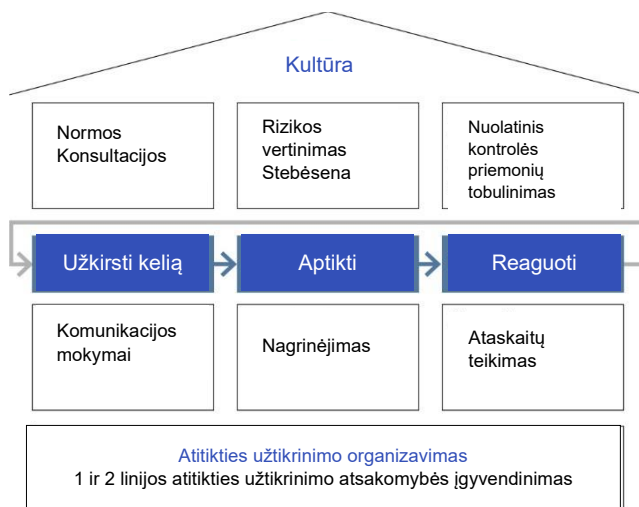 Kultūra
Normos
Konsultacijos
Rizikos
vertinimas
Stebėsena
Nuolatinis
kontrolės
priemonių
tobulinimas
Užkirsti kelią
Aptikti
Reaguoti
Komunikacijos
mokymai
Nagrinėjimas
Ataskaitų
teikimas
Atitikties užtikrinimo organizavimas
1 ir 2 linijos atitikties užtikrinimo atsakomybės įgyvendinimas